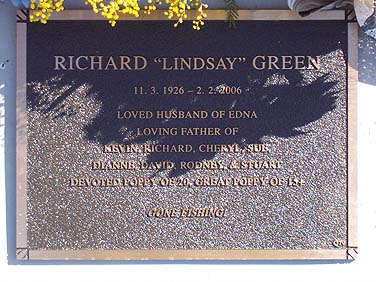 RICHARD "LINDSAY" GREEN
11. 3. 1926 – 2. 2. 2006
LOVED HUSBAND OF EDNA
LOVING FATHER OF
KEVIN, RICHARD, CHERYL, SUE,
DIANNE, DAVID, RODNEY, & STUART
DEVOTED POPPY OF 20, GREAT POPPY OF
GONE FISHING!